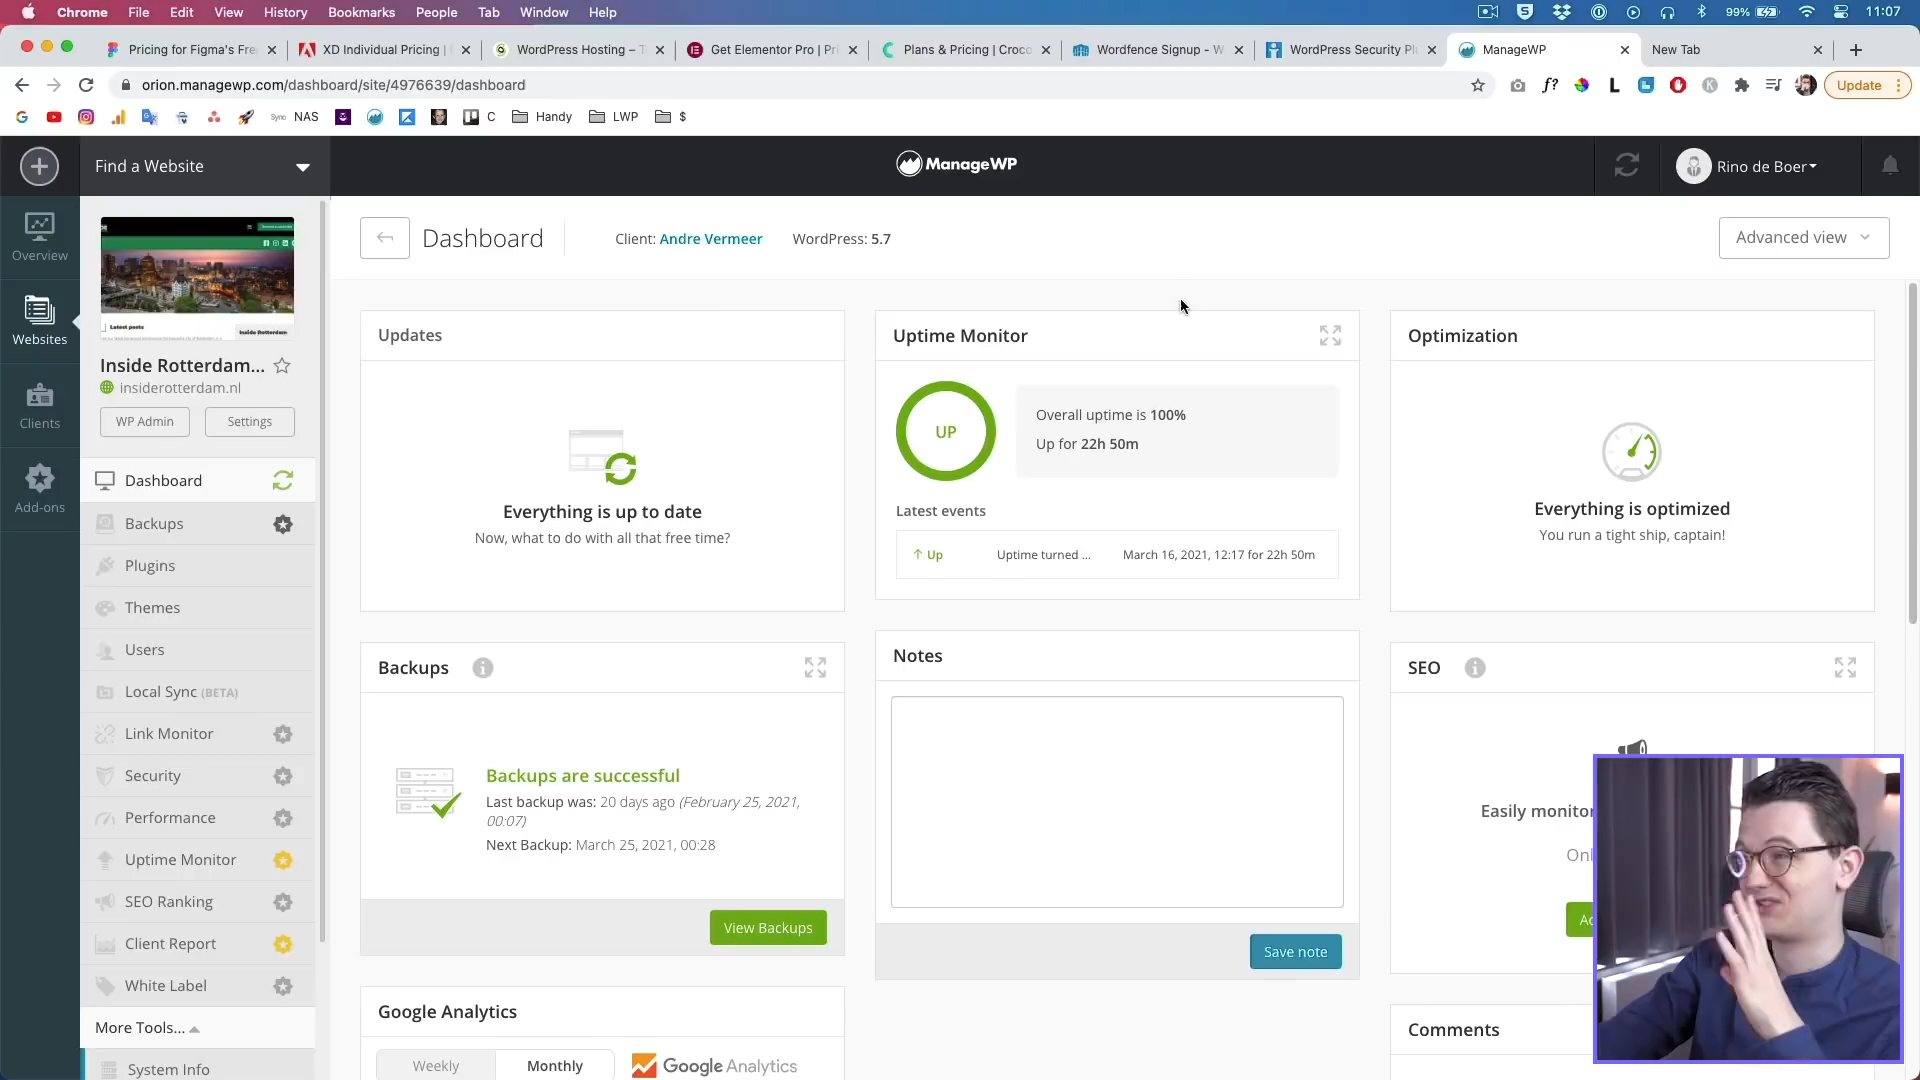 Chrome File Edit View History Bookmarks People Tab Window Help 99% 11:07
Pricing for Figma's Fre
XD Individual Pricing |
WordPress Hosting – T
Get Elementor Pro | Pri
Plans & Pricing | Croco
Wordfence Signup - W
WordPress Security Pl
ManageWP
New Tab
orion.managewp.com/dashboard/site/4976639/dashboard
Update
Sync NAS
C
Handy
LWP
$
Find a Website
ManageWP
Rino de Boer
Overview
Websites
Clients
Add-ons
Latest posts
Inside Rotterdam
Inside Rotterdam...
insiderotterdam.nl
WP Admin
Settings
Dashboard
Backups
Plugins
Themes
Users
Local Sync (BETA)
Link Monitor
Security
Performance
Uptime Monitor
SEO Ranking
Client Report
White Label
More Tools...
System Info
Dashboard
Client: Andre Vermeer
WordPress: 5.7
Advanced view
Updates
Everything is up to date
Now, what to do with all that free time?
Uptime Monitor
UP
Overall uptime is 100%
Up for 22h 50m
Latest events
Up Uptime turned ... March 16, 2021, 12:17 for 22h 50m
Optimization
Everything is optimized
You run a tight ship, captain!
Backups
Backups are successful
Last backup was: 20 days ago (February 25, 2021,
00:07)
Next Backup: March 25, 2021, 00:28
View Backups
Notes
Save note
SEO
Easily monitor
Onl
Google Analytics
Weekly
Monthly
Google Analytics
Comments